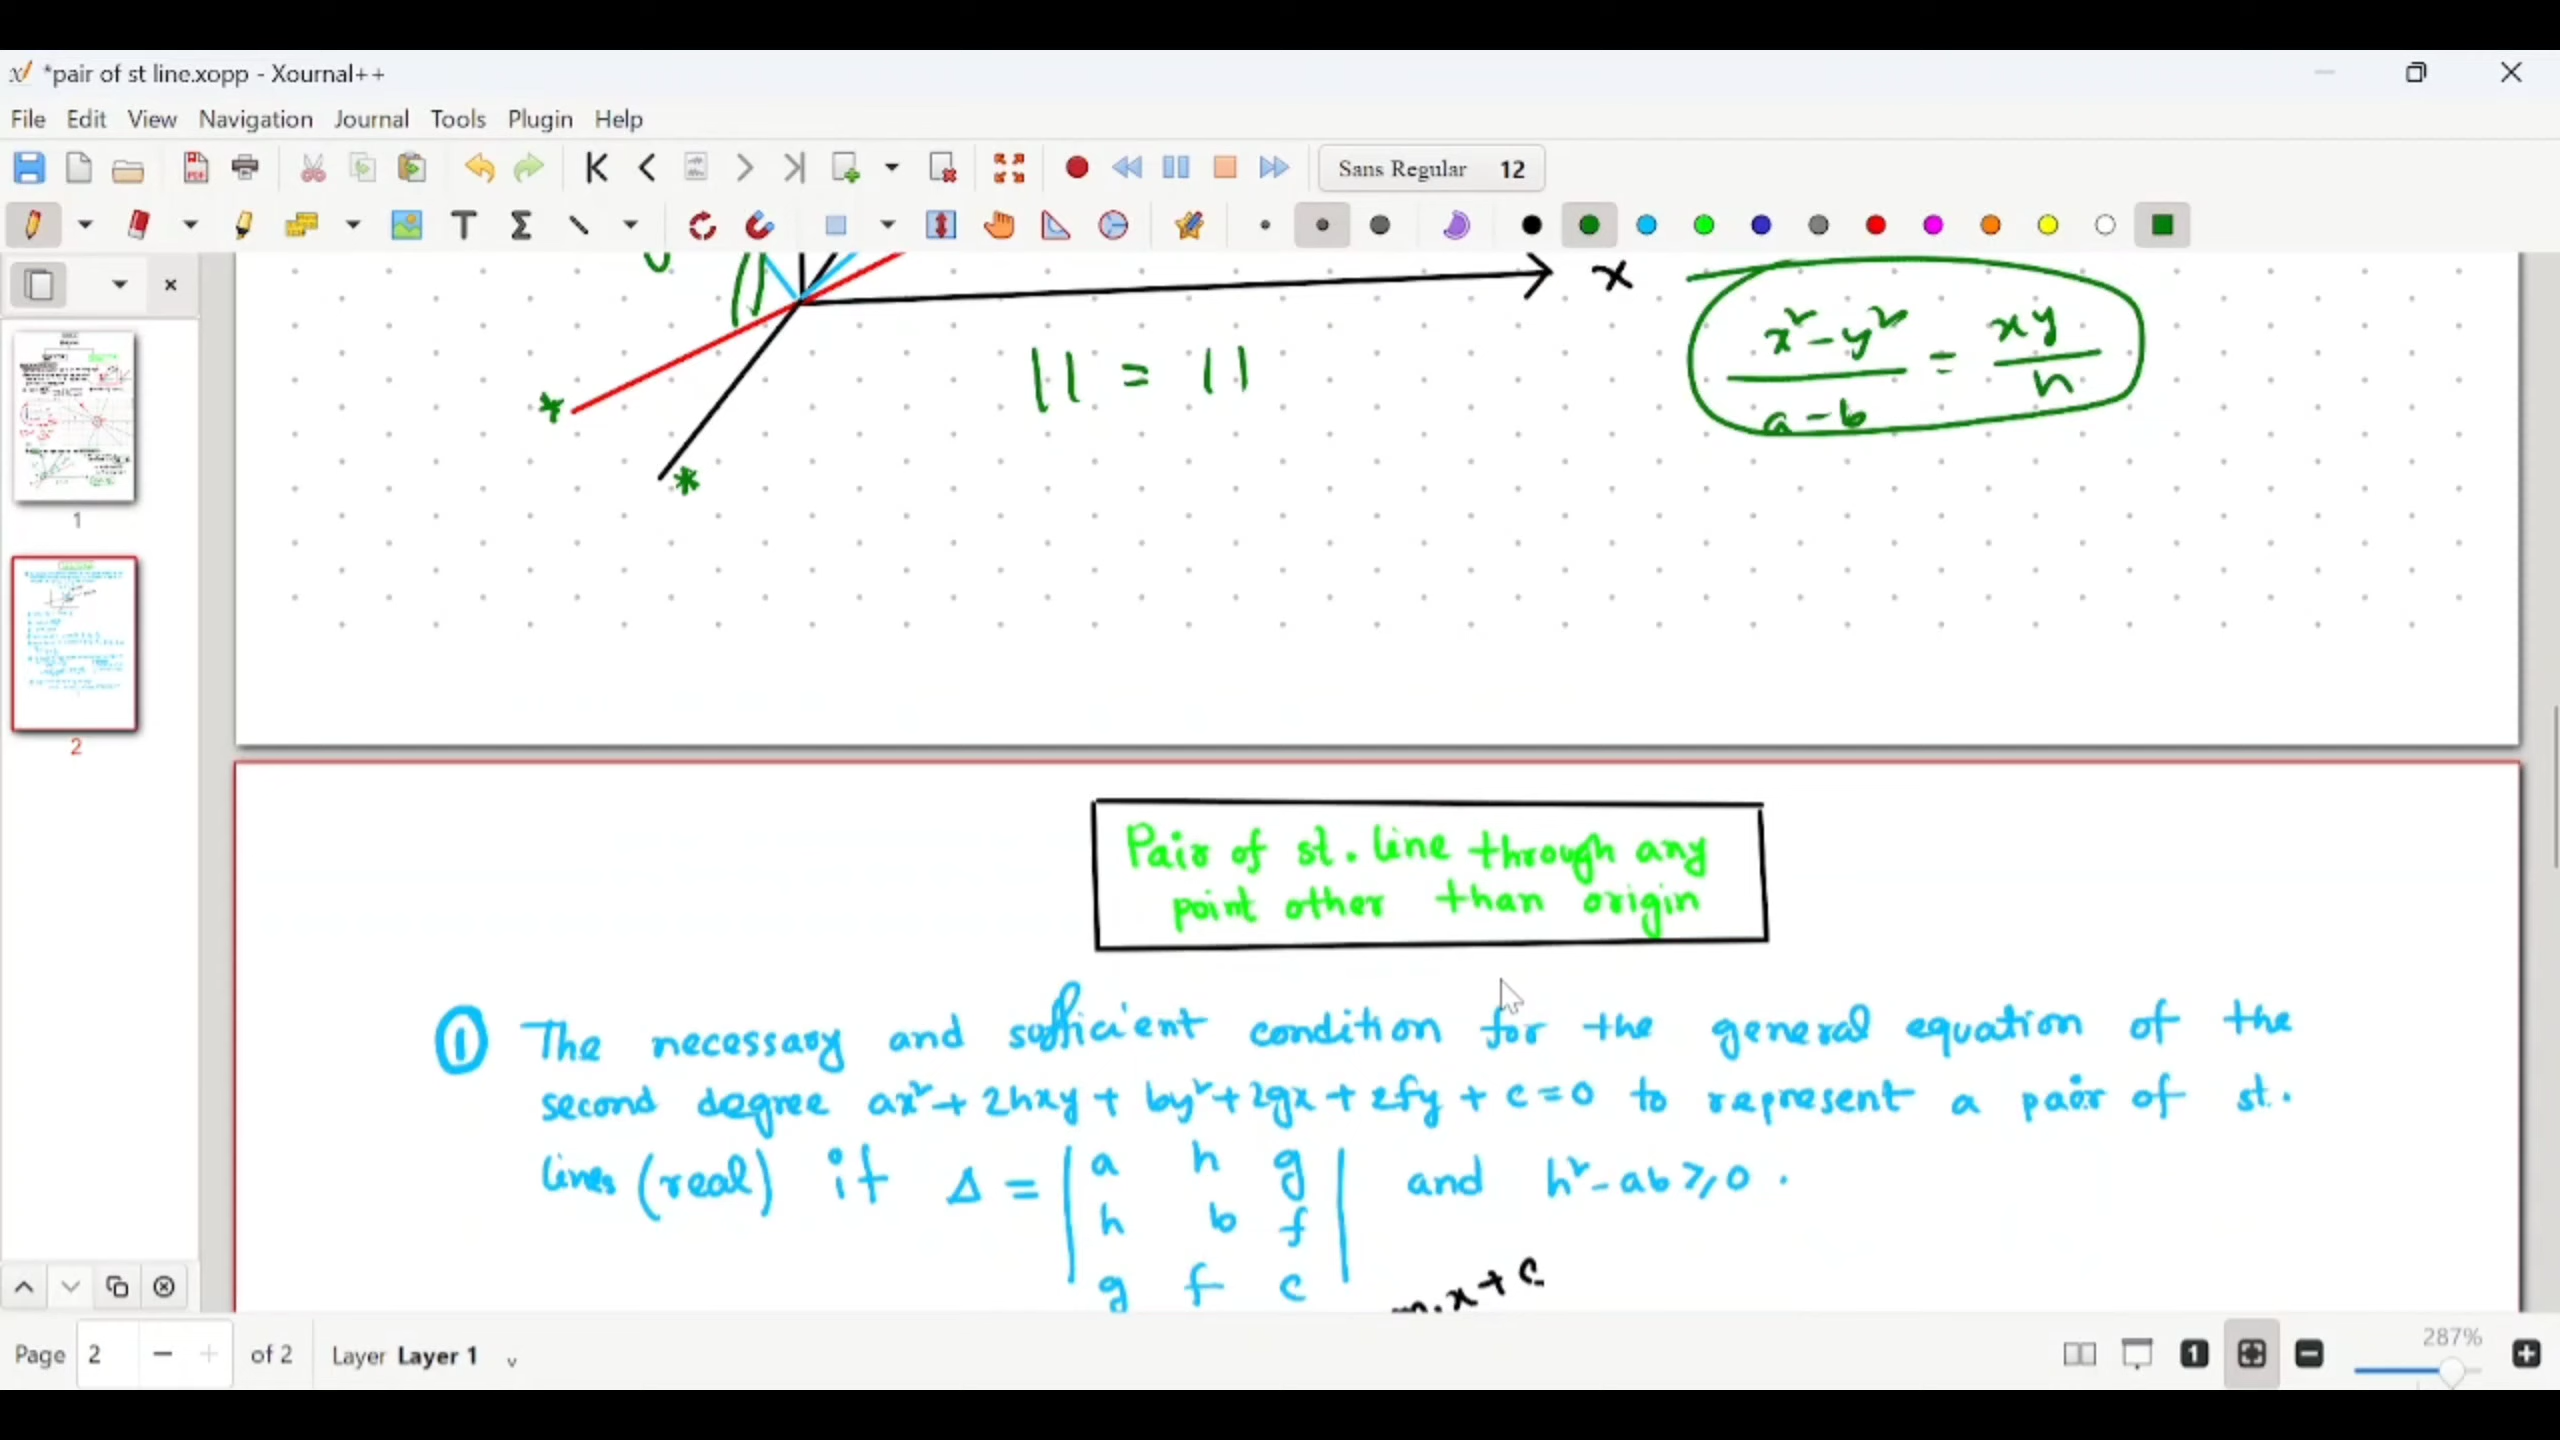 *pair of st line.xopp - Xournal++
File Edit View Navigation Journal Tools Plugin Help
Sans Regular 12
x
x²-y² / a-b = xy / h
11 = 11
*
*
1
2
Pair of st. line through any
point other than origin
① The necessary and sufficient condition for the general equation of the
second degree ax²+2hxy+by²+2gx+2fy+c=0 to represent a pair of st.
lines (real) if Δ = | a h g | and h²-ab⩾0.
h b f
g f c
x+c
Page 2 of 2 Layer Layer 1
287%